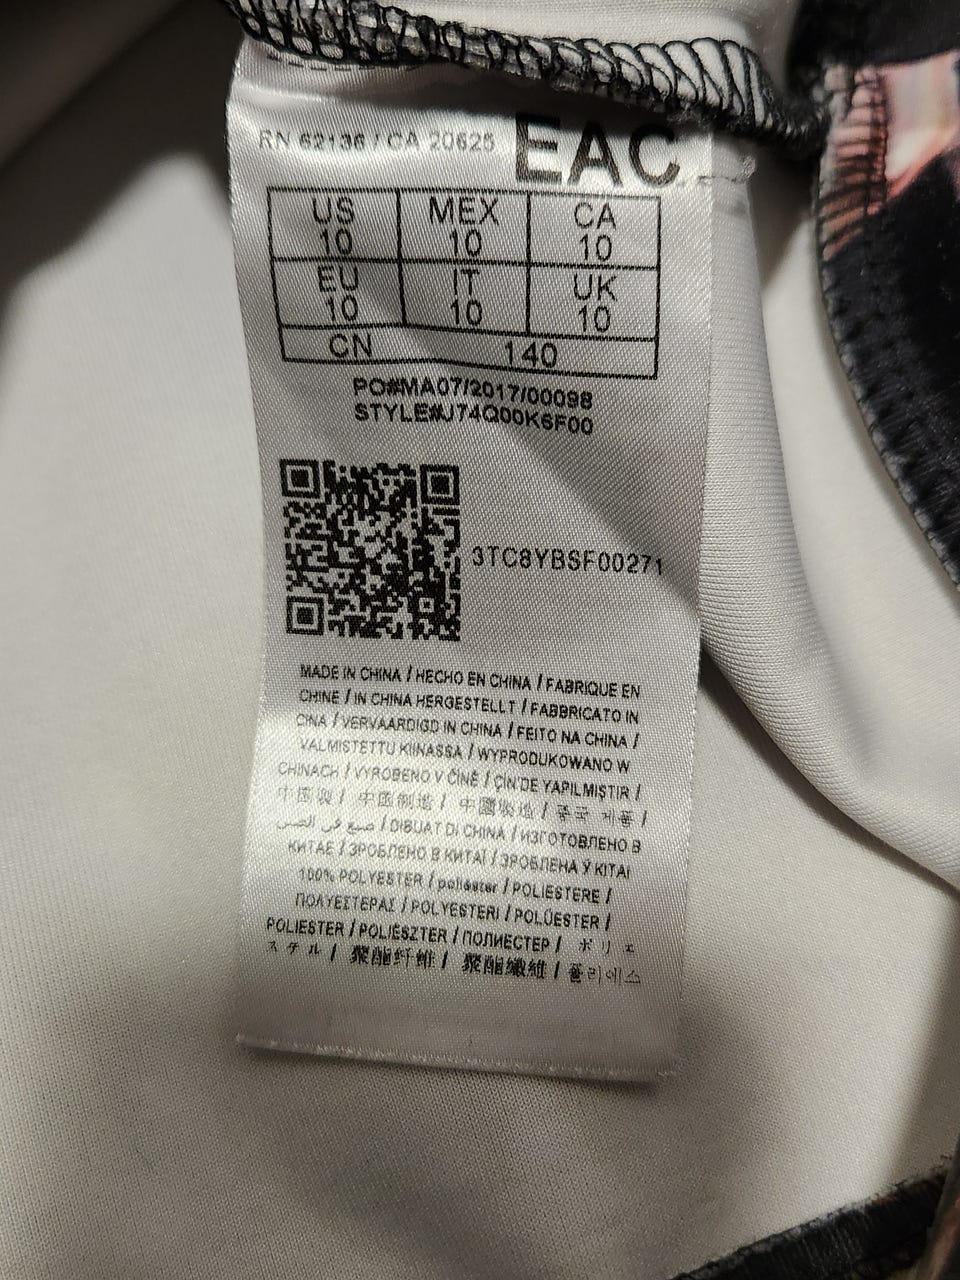 RN 62136 / CA 20625 EAC
US MEX CA
10 10 10
EU IT UK
10 10 10
CN 140
PO#MA07/2017/00098
STYLE#J74Q00K6F00
3TC8YBSF00271
MADE IN CHINA / HECHO EN CHINA / FABRIQUE EN
CHINE / IN CHINA HERGESTELLT / FABBRICATO IN
CINA / VERVAARDIGD IN CHINA / FEITO NA CHINA /
VALMISTETTU KIINASSA / WYPRODUKOWANO W
CHINACH / VYROBENO V ČÍNĚ / ÇİN'DE YAPILMIŞTIR /
中国製 / 中国制造 / 中國製造 / 중국 제품 /
صنع في الصين / DIBUAT DI CHINA / ИЗГОТОВЛЕНО В
КИТАЕ / ЗРОБЛЕНО В КИТАЇ / ЗРОБЛЕНА Ў КІТАІ
100% POLYESTER / poliéster / POLIESTERE /
ΠΟΛΥΕΣΤΕΡΑΣ / POLYESTERI / POLÜESTER /
POLIESTER / POLIÉSZTER / ПОЛИЕСТЕР / ポリエ
ステル / 聚酯纤维 / 聚酯纖維 / 폴리에스